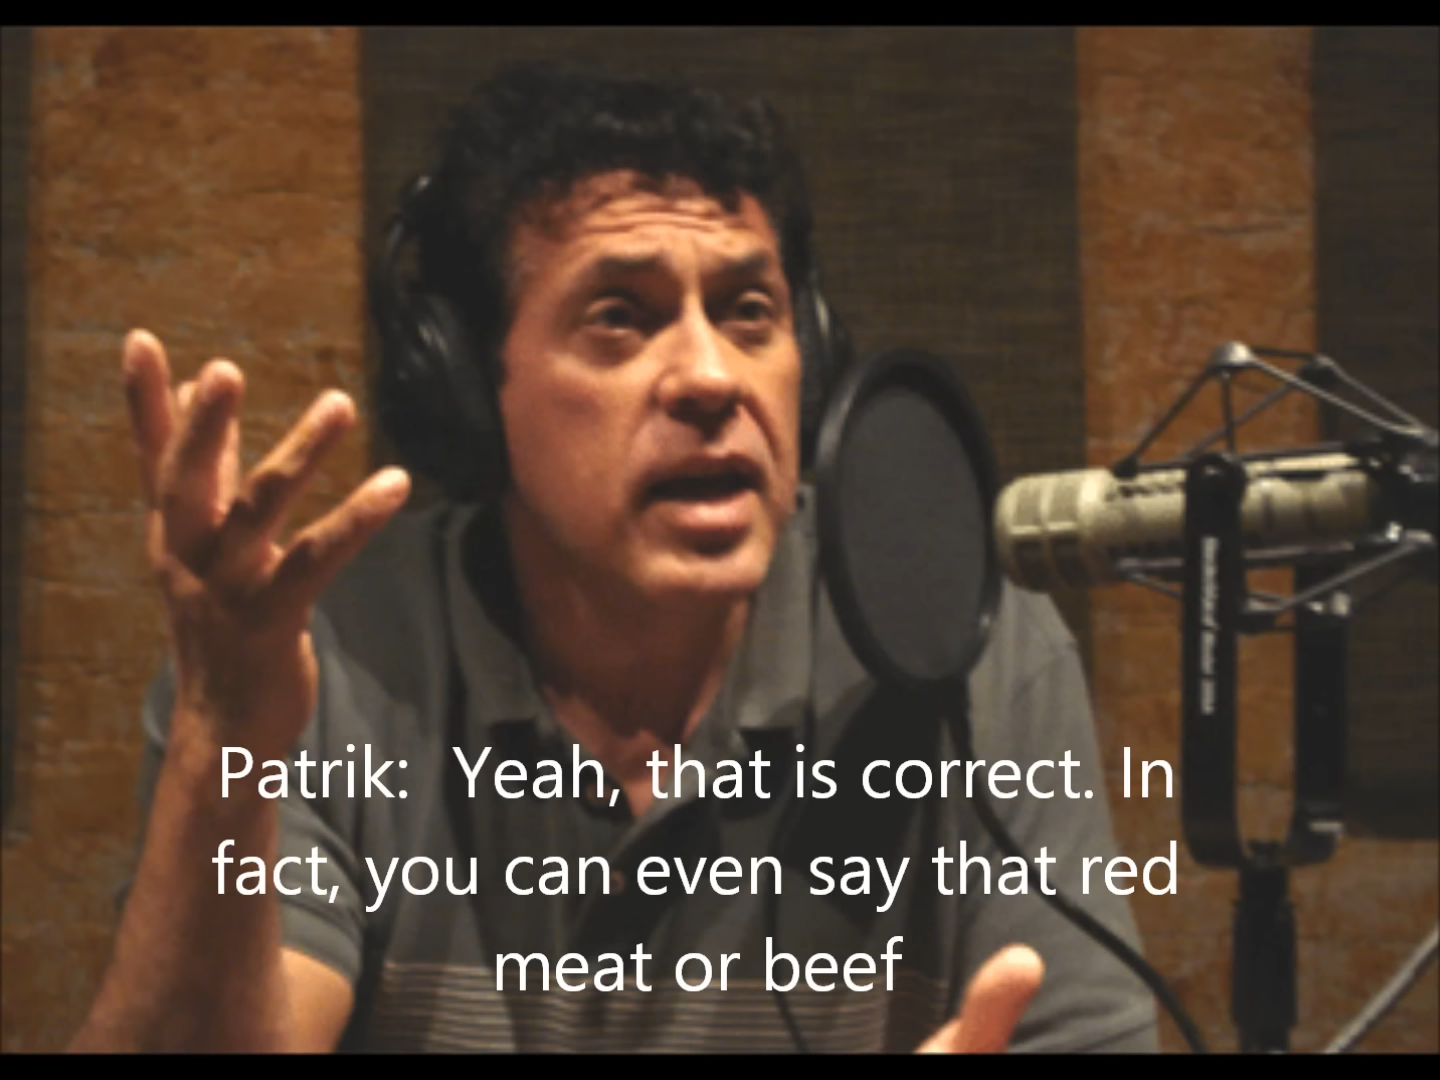 Patrik:  Yeah, that is correct. In
fact, you can even say that red
meat or beef